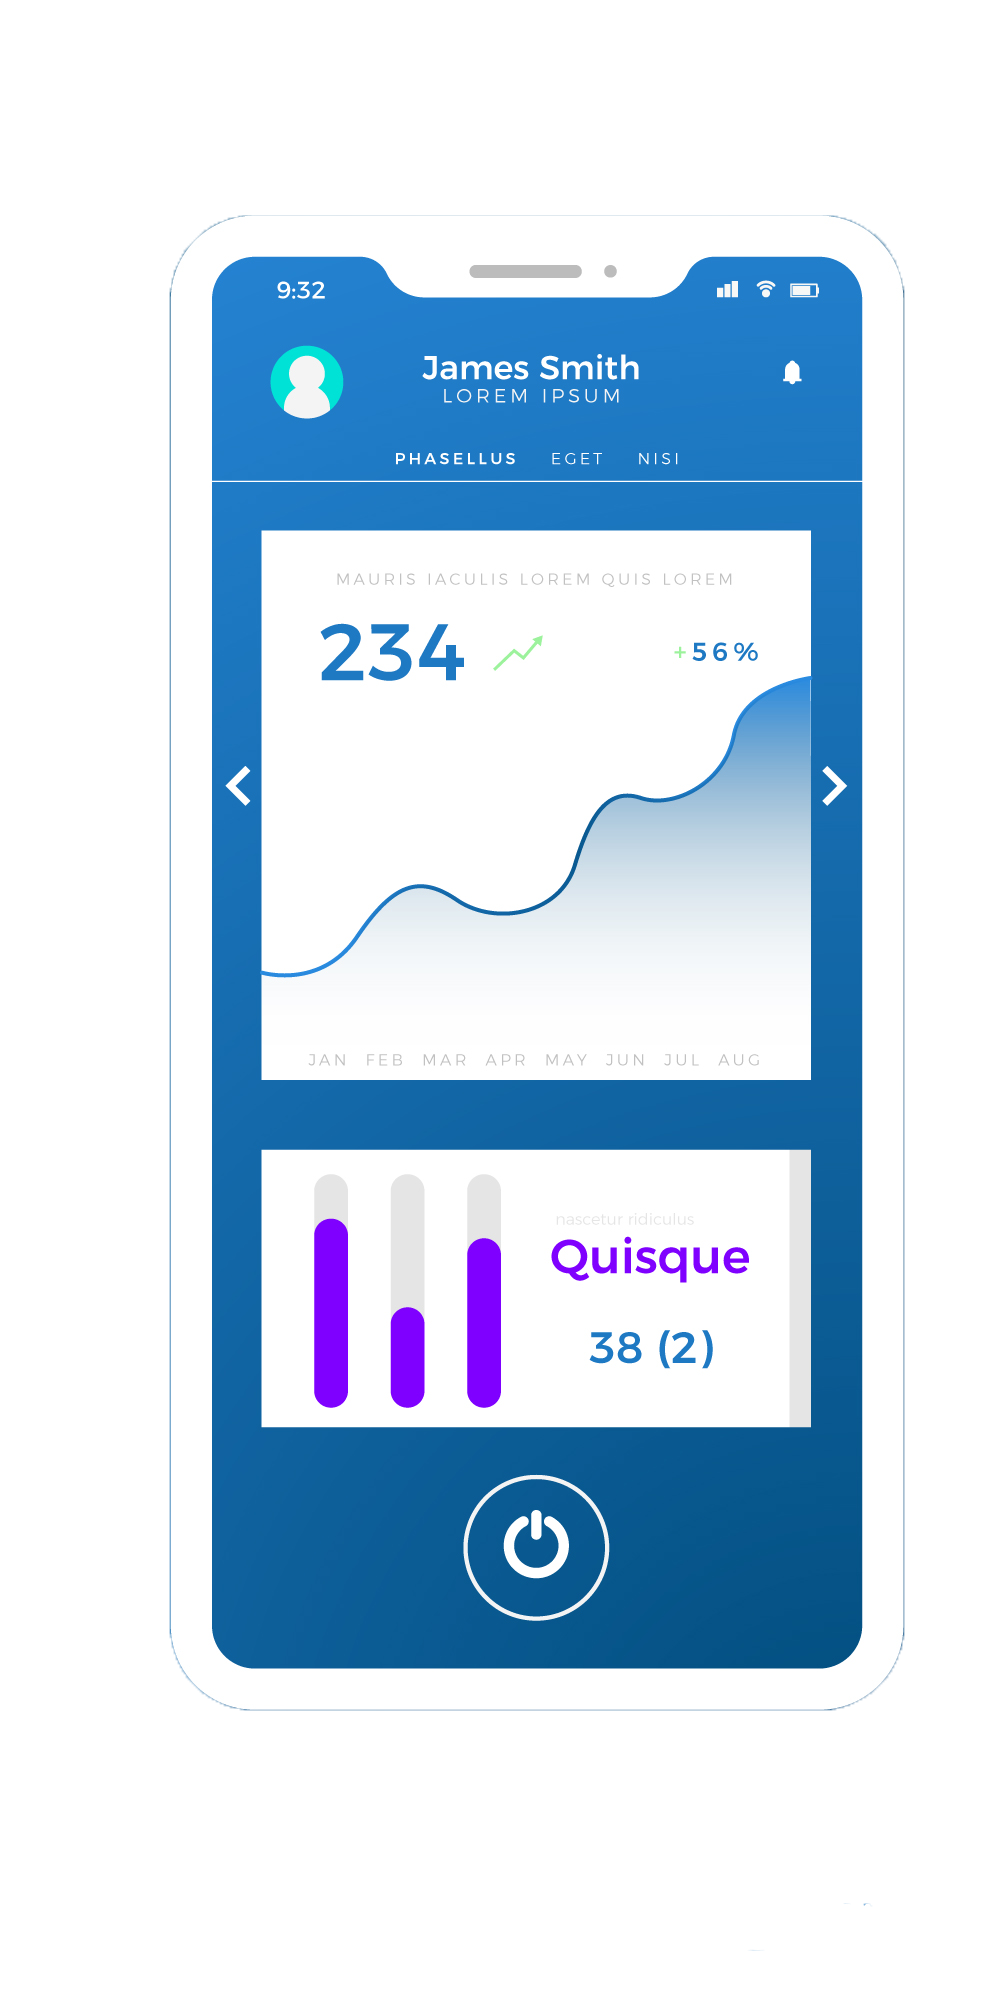 9:32
James Smith
LOREM IPSUM
PHASELLUS EGET NISI
MAURIS IACULIS LOREM QUIS LOREM
234 +56%
JAN FEB MAR APR MAY JUN JUL AUG
nascetur ridiculus
Quisque
38 (2)